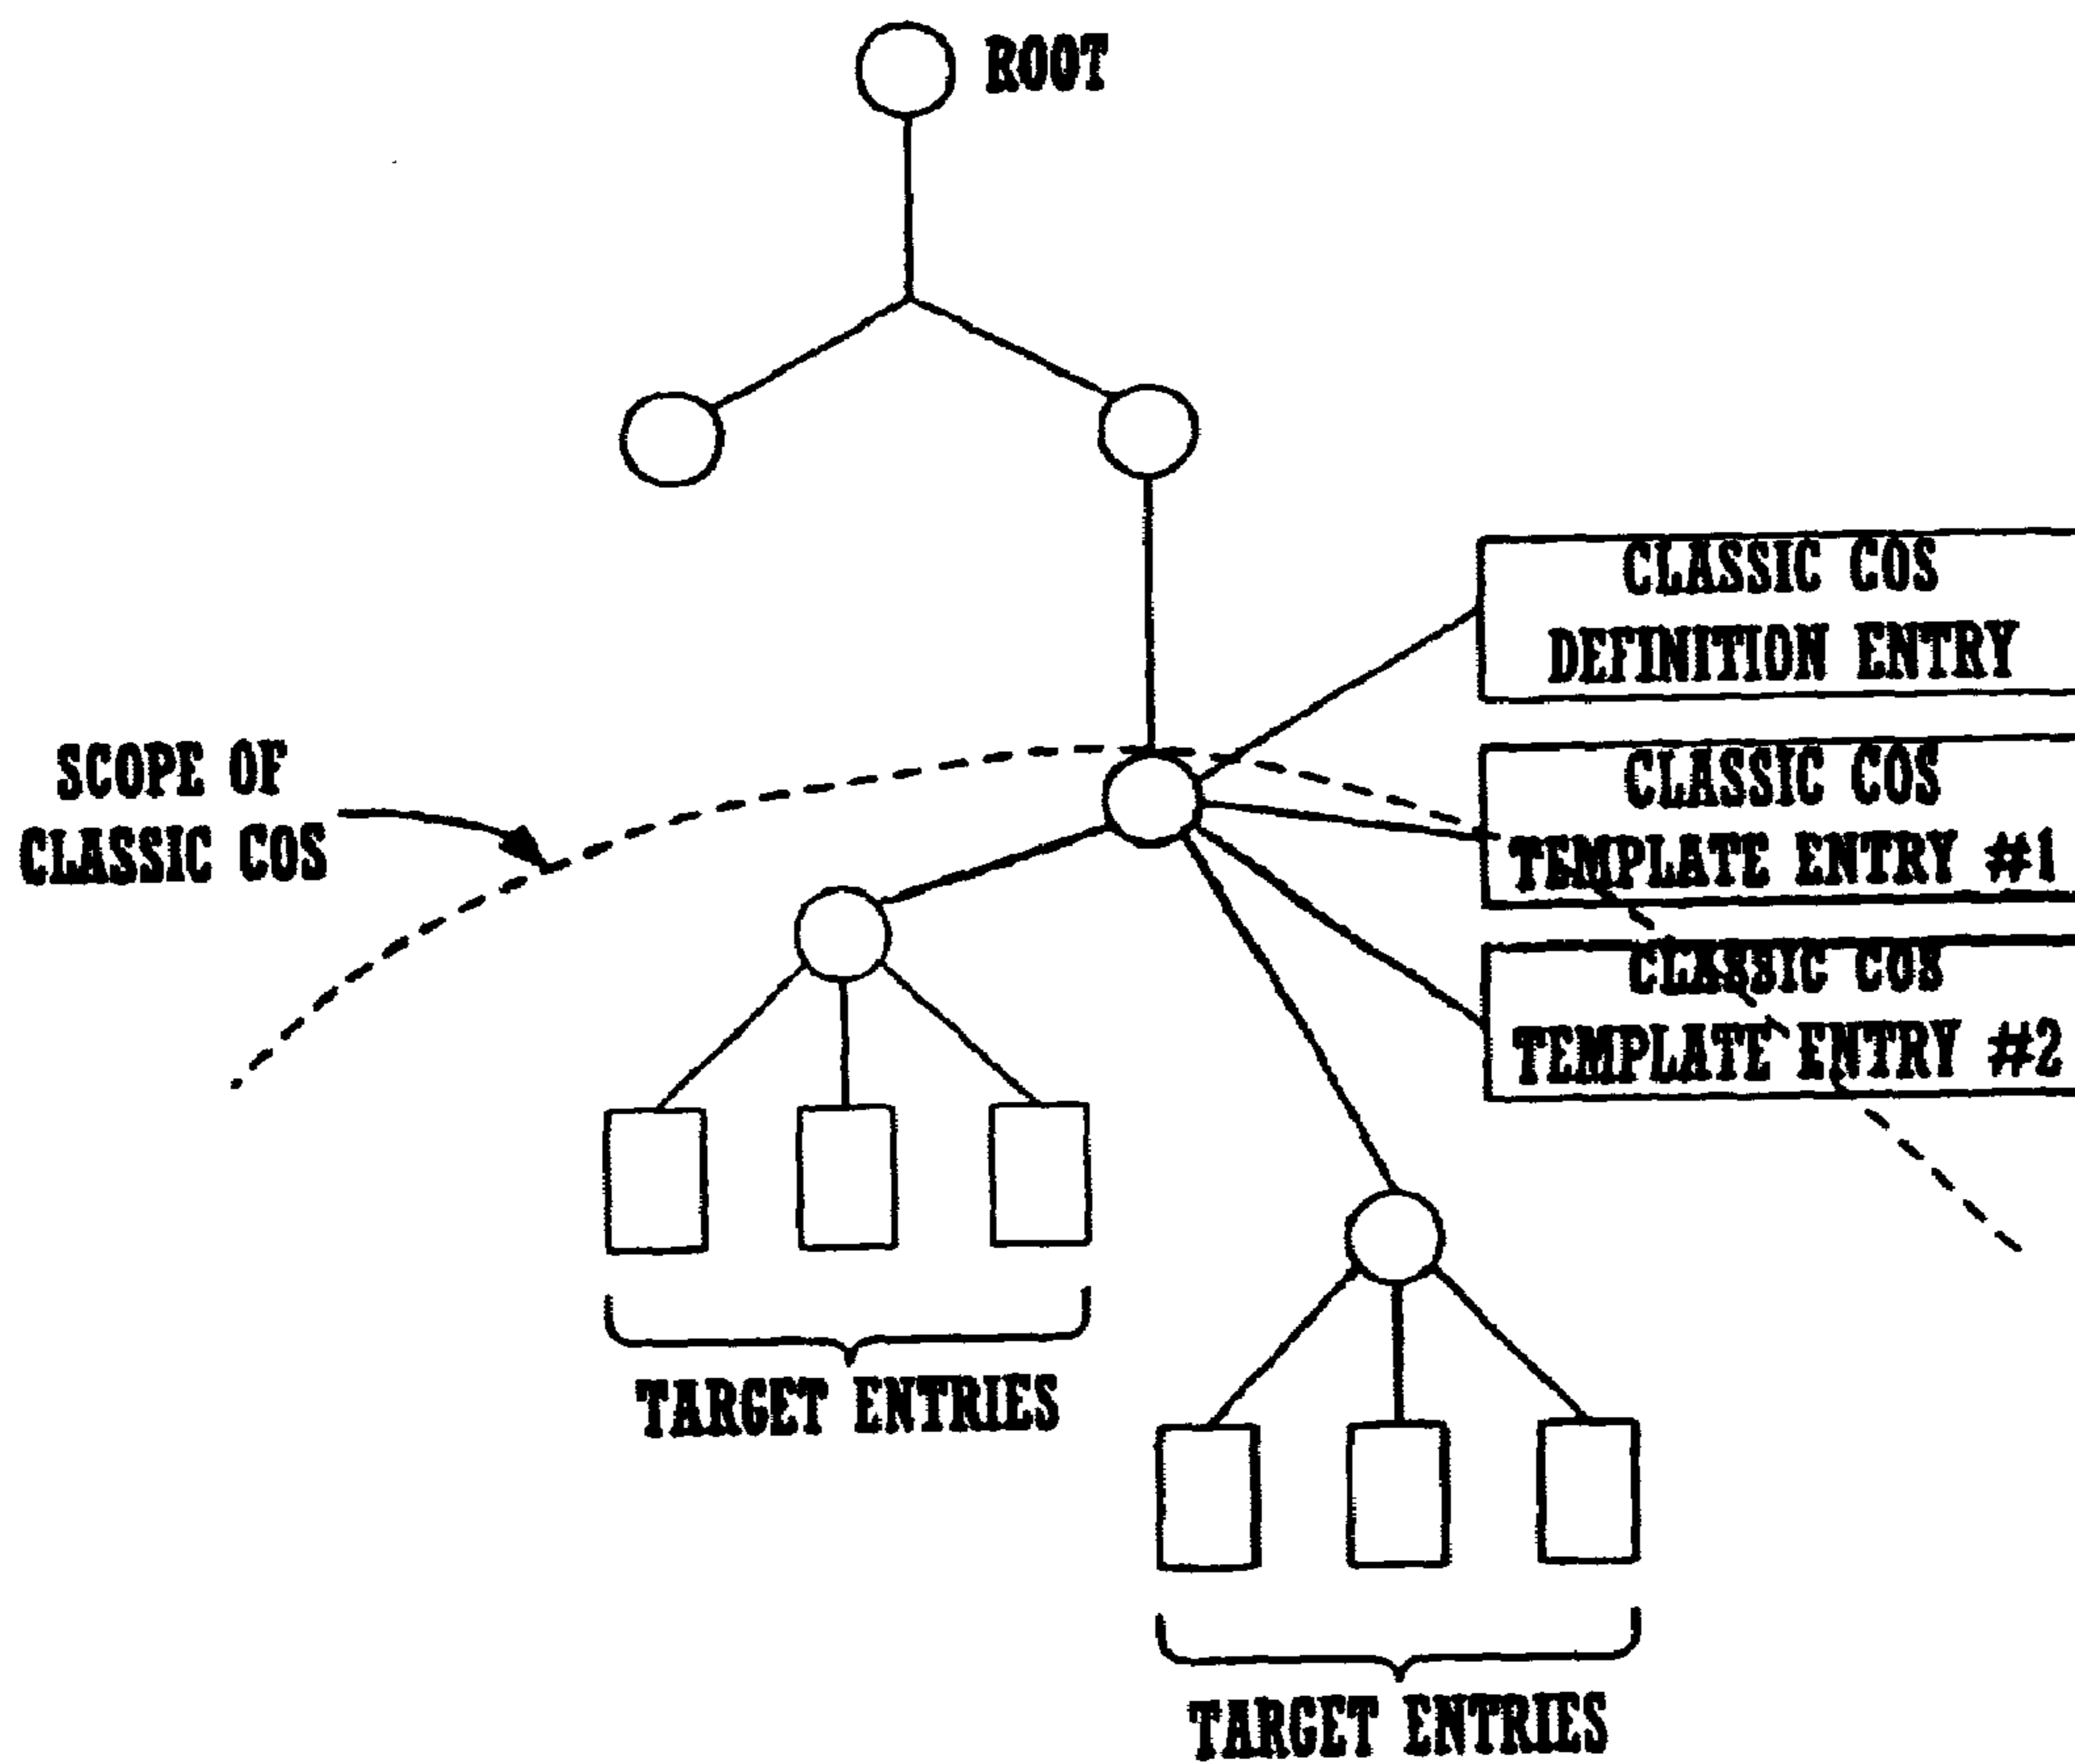 ROOT
CLASSIC COS
DEFINITION ENTRY
SCOPE OF
CLASSIC COS
CLASSIC COS
TEMPLATE ENTRY #1
CLASSIC COS
TEMPLATE ENTRY #2
TARGET ENTRIES
TARGET ENTRIES